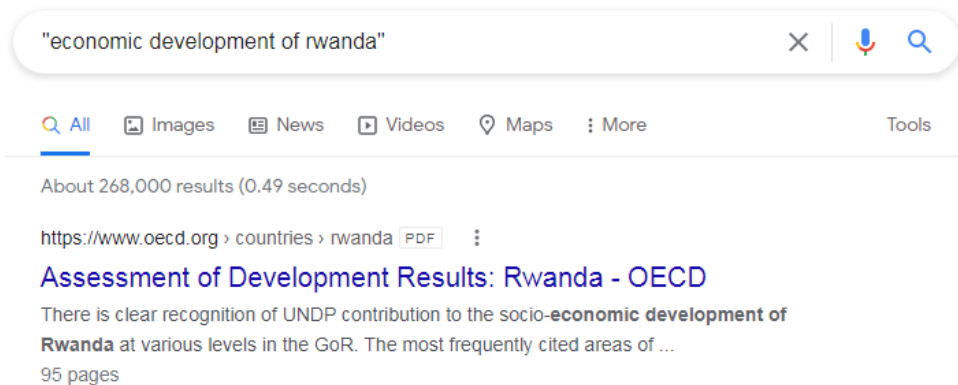 "economic development of rwanda"
All Images News Videos Maps More Tools
About 268,000 results (0.49 seconds)
https://www.oecd.org › countries › rwanda PDF
Assessment of Development Results: Rwanda - OECD
There is clear recognition of UNDP contribution to the socio-economic development of
Rwanda at various levels in the GoR. The most frequently cited areas of ...
95 pages